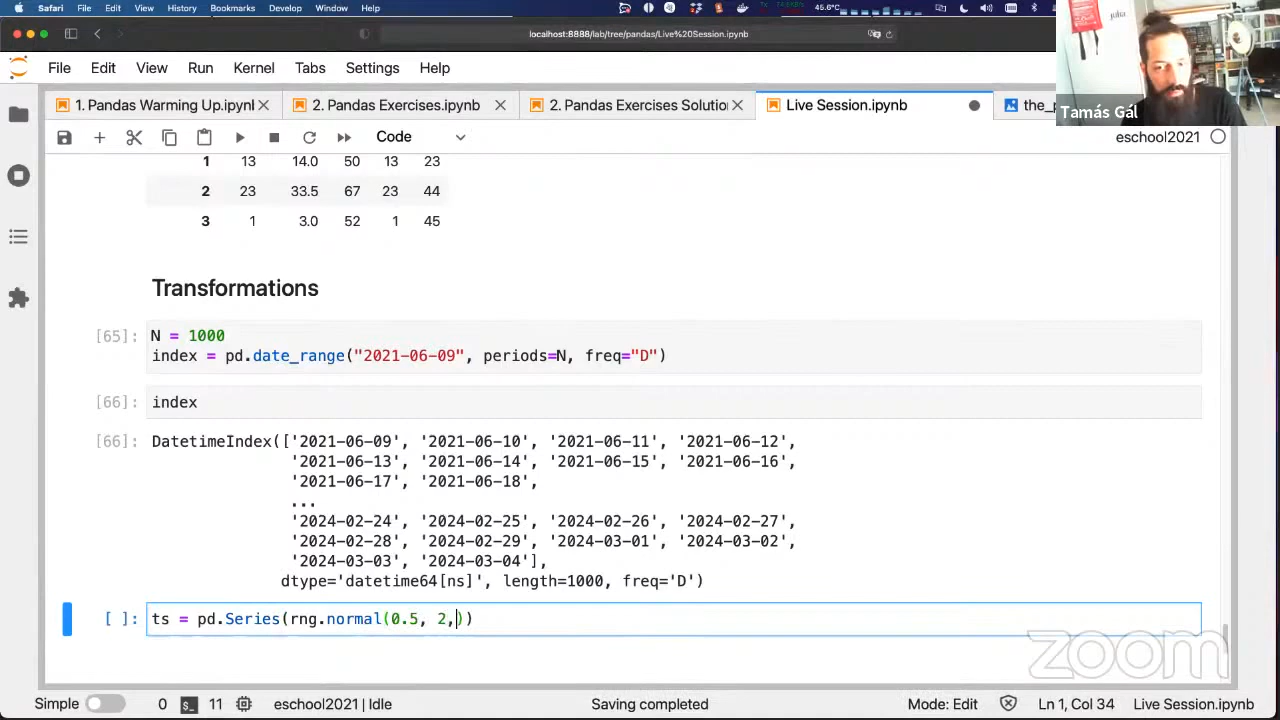 Safari File Edit View History Bookmarks Develop Window Help 45.6°C
localhost:8888/lab/tree/pandas/Live%20Session.ipynb
julia
File Edit View Run Kernel Tabs Settings Help
1. Pandas Warming Up.ipynl 2. Pandas Exercises.ipynb 2. Pandas Exercises Solutior Live Session.ipynb the_p
Tamás Gál
Code eschool2021
1 13 14.0 50 13 23
2 23 33.5 67 23 44
3 1 3.0 52 1 45
Transformations
[65]: N = 1000
index = pd.date_range("2021-06-09", periods=N, freq="D")
[66]: index
[66]: DatetimeIndex(['2021-06-09', '2021-06-10', '2021-06-11', '2021-06-12',
'2021-06-13', '2021-06-14', '2021-06-15', '2021-06-16',
'2021-06-17', '2021-06-18',
...
'2024-02-24', '2024-02-25', '2024-02-26', '2024-02-27',
'2024-02-28', '2024-02-29', '2024-03-01', '2024-03-02',
'2024-03-03', '2024-03-04'],
dtype='datetime64[ns]', length=1000, freq='D')
[ ]: ts = pd.Series(rng.normal(0.5, 2,))
zoom
Simple 0 $_ 11 eschool2021 | Idle Saving completed Mode: Edit Ln 1, Col 34 Live Session.ipynb